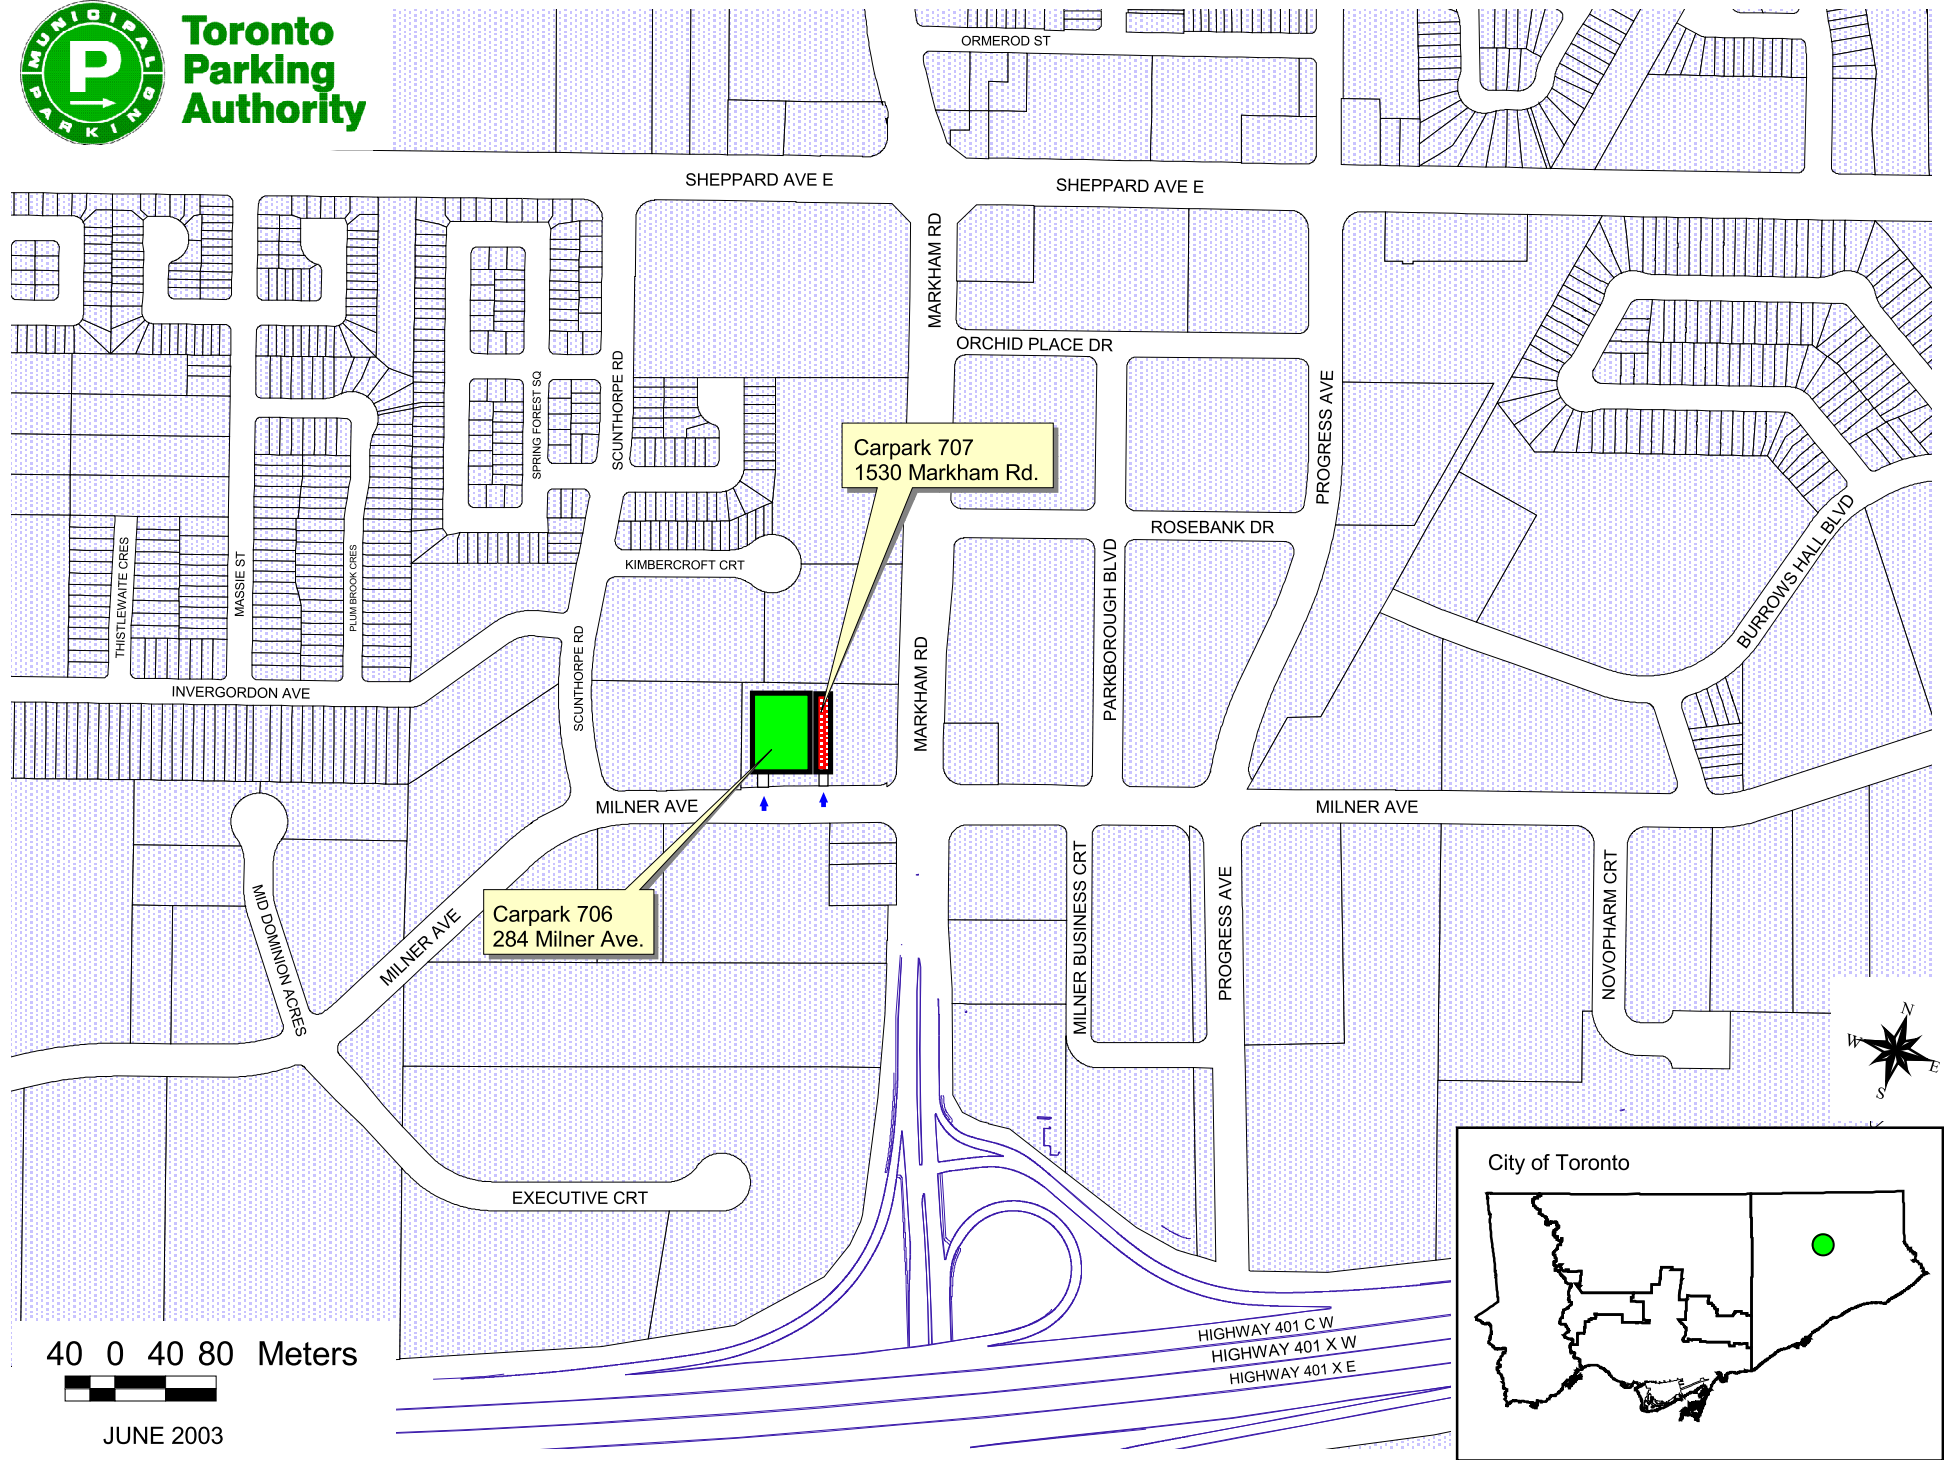 MUNICIPAL
P
PARKING
Toronto
Parking
Authority
ORMEROD ST
SHEPPARD AVE E
SHEPPARD AVE E
MARKHAM RD
ORCHID PLACE DR
SCUNTHORPE RD
SPRING FOREST SQ
PROGRESS AVE
Carpark 707
1530 Markham Rd.
ROSEBANK DR
BURROWS HALL BLVD
THISTLEWAITE CRES
MASSIE ST
PLUM BROOK CRES
KIMBERCROFT CRT
PARKBOROUGH BLVD
SCUNTHORPE RD
MARKHAM RD
INVERGORDON AVE
MILNER AVE
MILNER AVE
Carpark 706
284 Milner Ave.
MILNER AVE
MID DOMINION ACRES
MILNER BUSINESS CRT
PROGRESS AVE
NOVOPHARM CRT
N
W
E
S
EXECUTIVE CRT
City of Toronto
HIGHWAY 401 C W
HIGHWAY 401 X W
HIGHWAY 401 X E
40 0 40 80 Meters
JUNE 2003